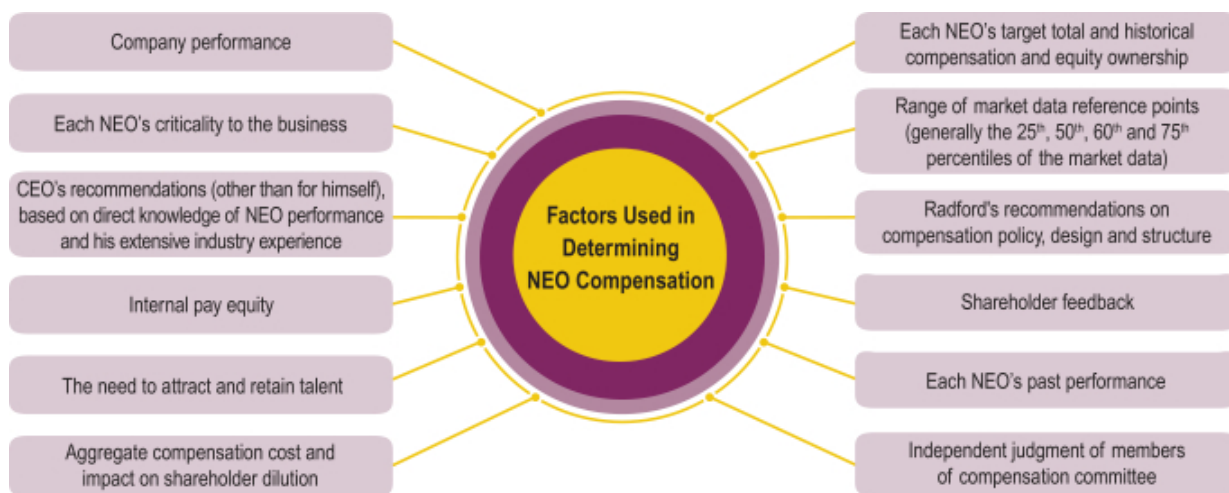 Company performance
Each NEO's criticality to the business
CEO's recommendations (other than for himself),
based on direct knowledge of NEO performance
and his extensive industry experience
Internal pay equity
The need to attract and retain talent
Aggregate compensation cost and
impact on shareholder dilution
Factors Used in
Determining
NEO Compensation
Each NEO's target total and historical
compensation and equity ownership
Range of market data reference points
(generally the 25th, 50th, 60th and 75th
percentiles of the market data)
Radford's recommendations on
compensation policy, design and structure
Shareholder feedback
Each NEO's past performance
Independent judgment of members
of compensation committee